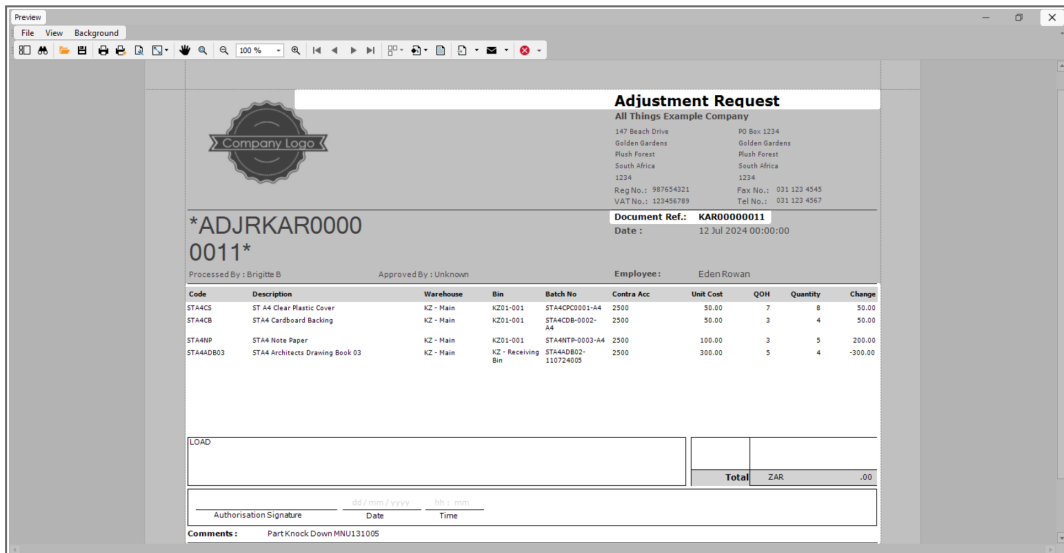 Preview
File View Background
100 %
Adjustment Request
All Things Example Company
Company Logo
147 Beach Drive PO Box 1234
Golden Gardens Golden Gardens
Plush Forest Plush Forest
South Africa South Africa
1234 1234
Reg No.: 987654321 Fax No.: 031 123 4545
VAT No.: 123456789 Tel No.: 031 123 4567
*ADJRKAR0000
0011*
Document Ref.: KAR00000011
Date : 12 Jul 2024 00:00:00
Processed By : Brigitte B Approved By : Unknown Employee : Eden Rowan
Code Description Warehouse Bin Batch No Contra Acc Unit Cost QOH Quantity Change
STA4CS ST A4 Clear Plastic Cover KZ - Main KZ01-001 STA4CPC0001-A4 2500 50.00 7 8 50.00
STA4CB STA4 Cardboard Backing KZ - Main KZ01-001 STA4CDB-0002- 2500 50.00 3 4 50.00
A4
STA4NP STA4 Note Paper KZ - Main KZ01-001 STA4NTP-0003-A4 2500 100.00 3 5 200.00
STA4ADB03 STA4 Architects Drawing Book 03 KZ - Main KZ - Receiving STA4ADB02- 2500 300.00 5 4 -300.00
Bin 110724005
LOAD
Total ZAR .00
dd / mm / yyyy hh : mm
Authorisation Signature Date Time
Comments : Part Knock Down MNU131005